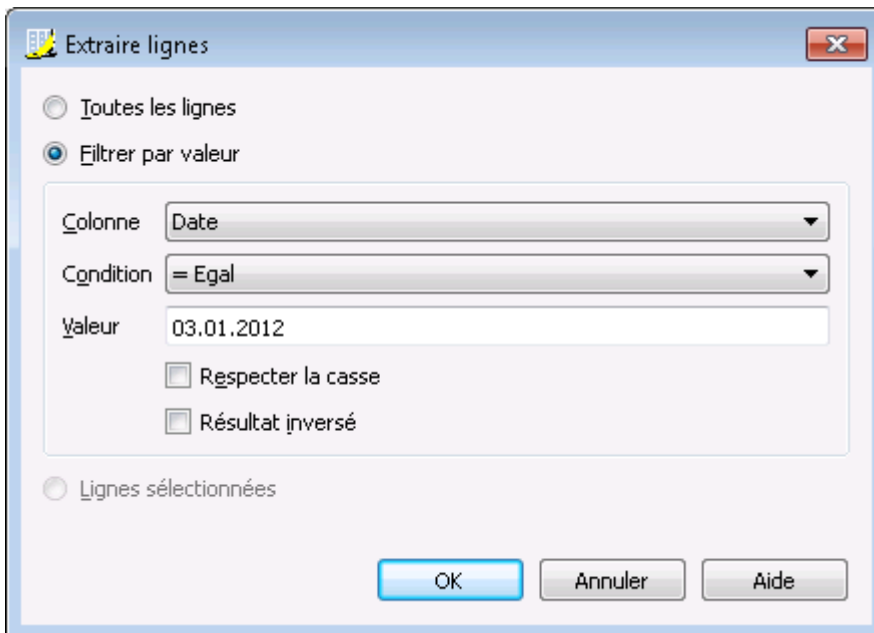 Extraire lignes
Toutes les lignes
Filtrer par valeur
Colonne Date
Condition = Egal
Valeur 03.01.2012
Respecter la casse
Résultat inversé
Lignes sélectionnées
OK Annuler Aide